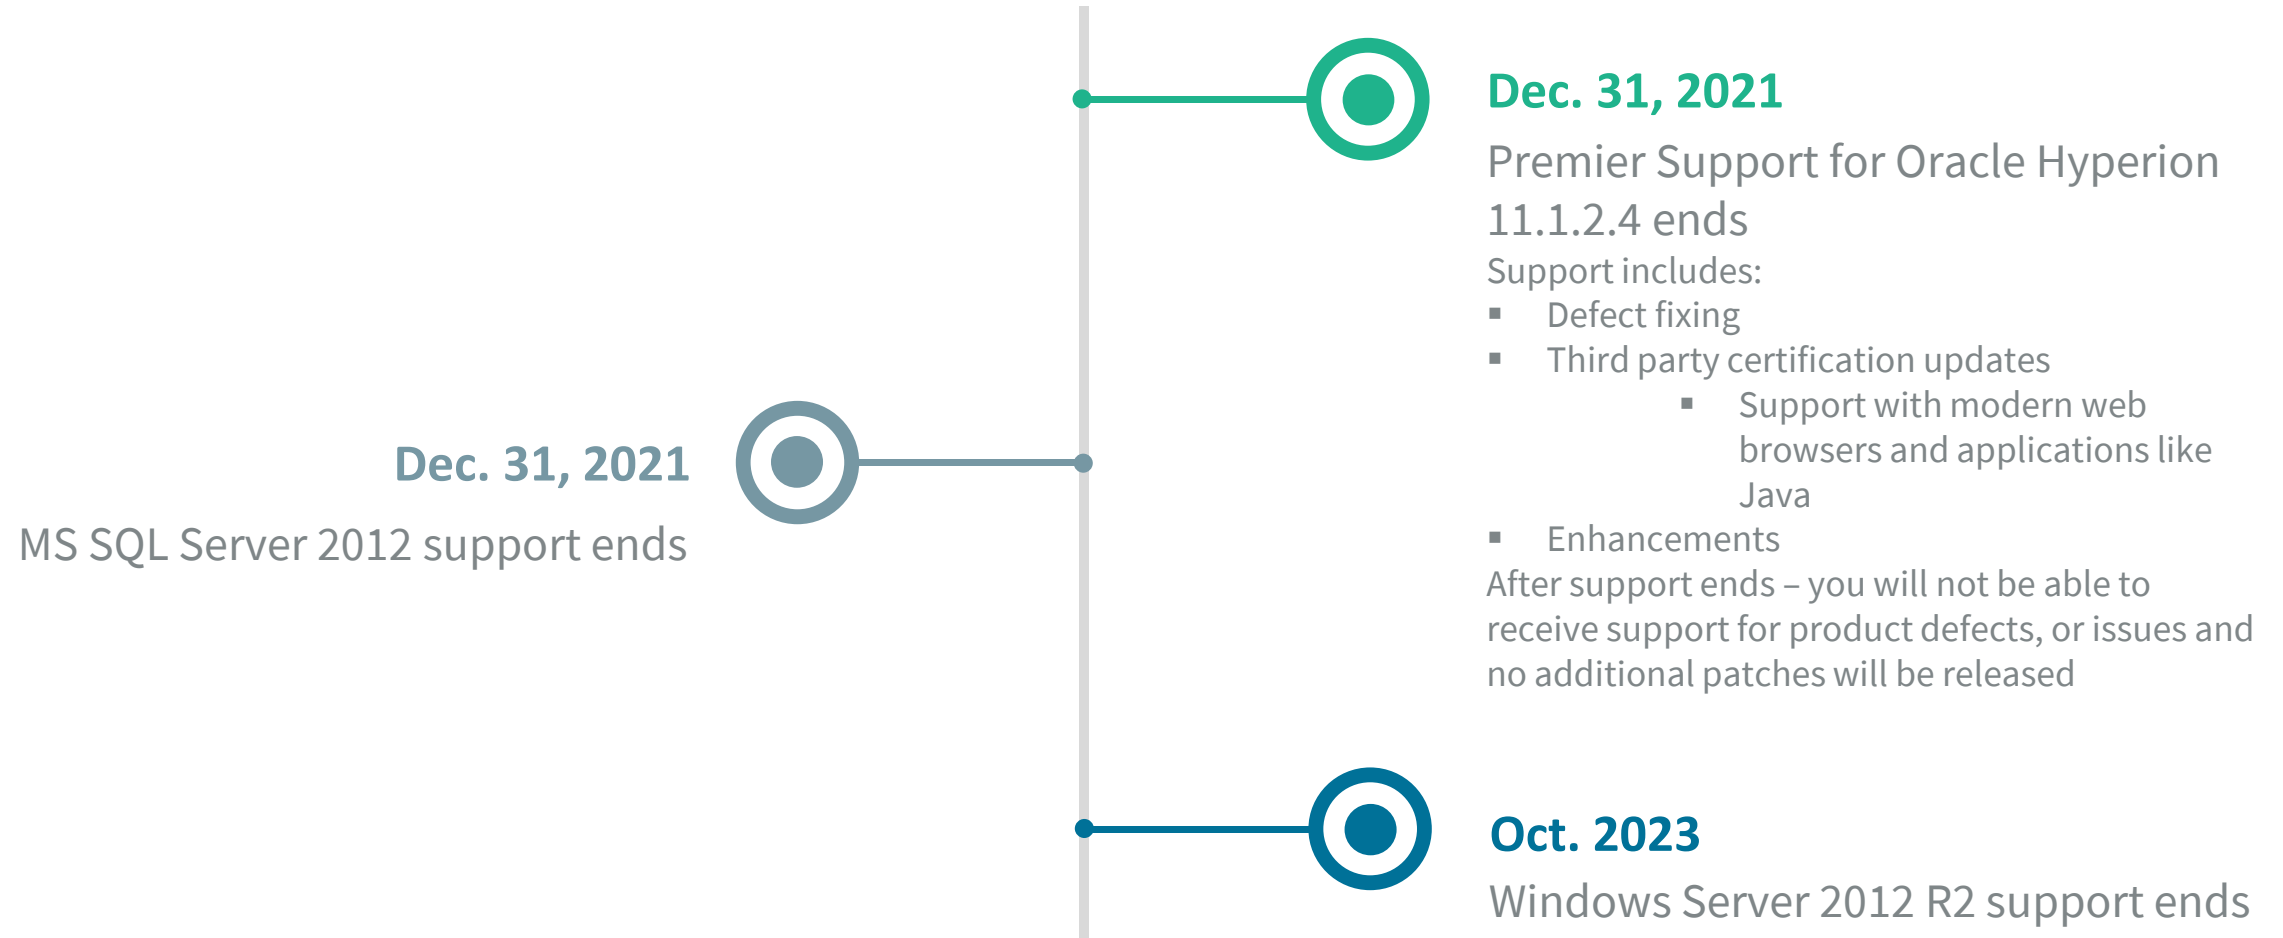 Dec. 31, 2021
Premier Support for Oracle Hyperion
11.1.2.4 ends
Support includes:
▪ Defect fixing
▪ Third party certification updates
▪ Support with modern web
browsers and applications like
Java
▪ Enhancements
After support ends – you will not be able to
receive support for product defects, or issues and
no additional patches will be released
Dec. 31, 2021
MS SQL Server 2012 support ends
Oct. 2023
Windows Server 2012 R2 support ends